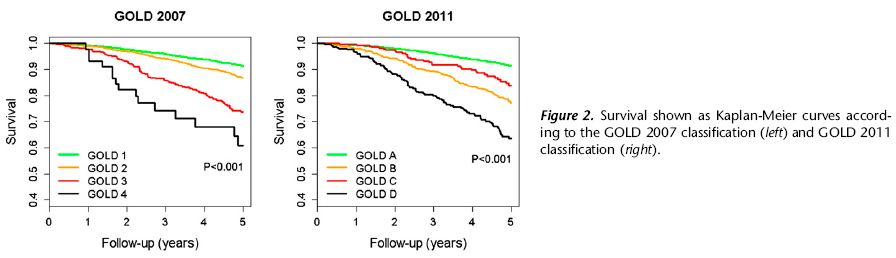 GOLD 2007
Survival
1.0
0.9
0.8
0.7
0.6
0.5
0.4
GOLD 1
GOLD 2
GOLD 3
GOLD 4
P<0.001
0 1 2 3 4 5
Follow-up (years)
GOLD 2011
Survival
1.0
0.9
0.8
0.7
0.6
0.5
0.4
GOLD A
GOLD B
GOLD C
GOLD D
P<0.001
0 1 2 3 4 5
Follow-up (years)
Figure 2. Survival shown as Kaplan-Meier curves accord-
ing to the GOLD 2007 classification (left) and GOLD 2011
classification (right).